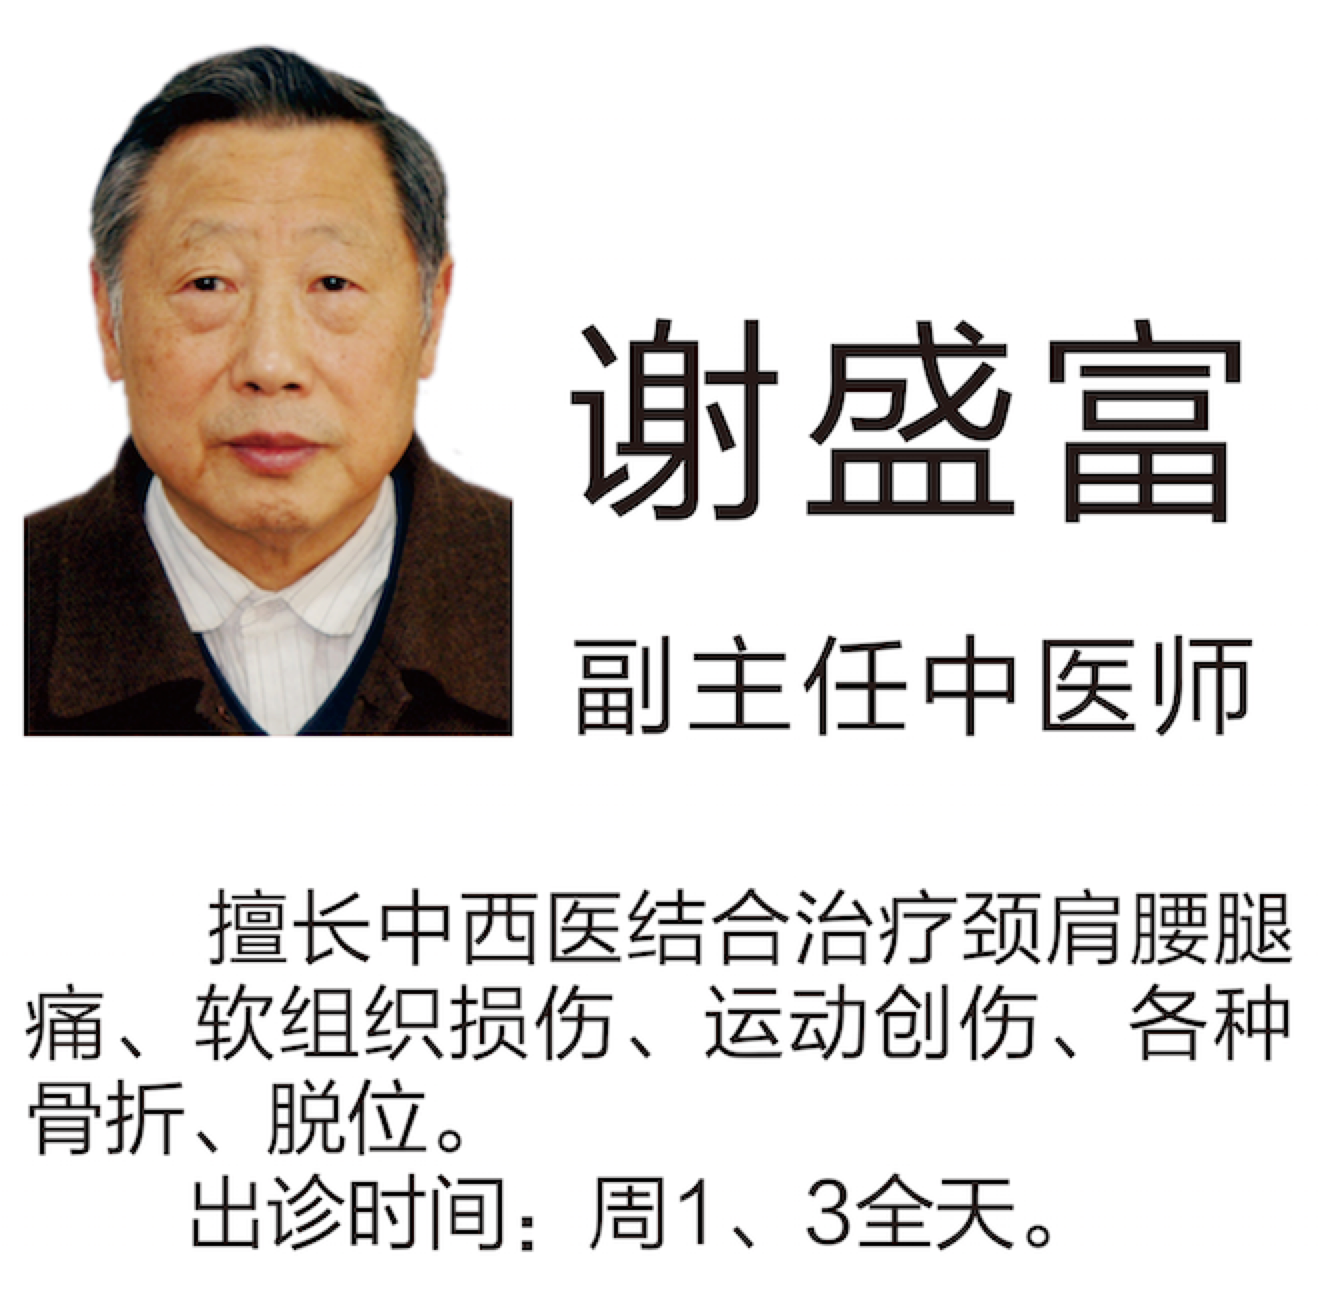 谢盛富
副主任中医师
擅长中西医结合治疗颈肩腰腿
痛、软组织损伤、运动创伤、各种
骨折、脱位。
出诊时间：周1、3全天。